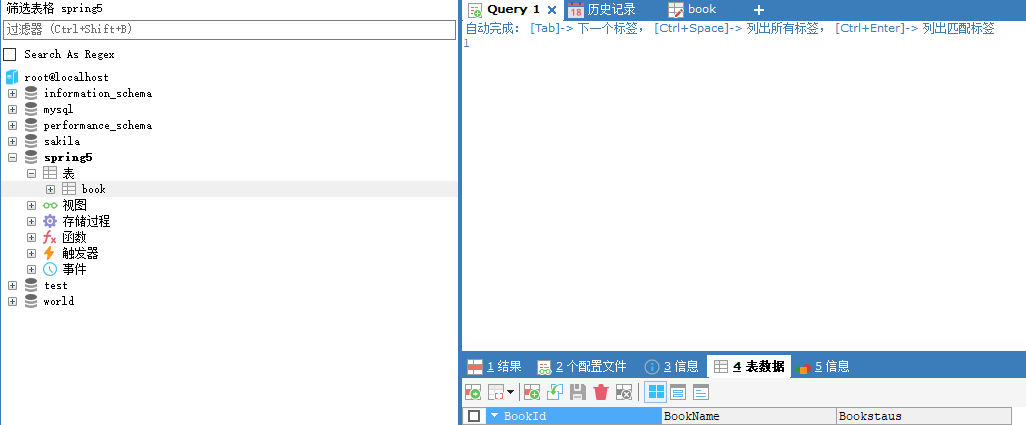 筛选表格 spring5
过滤器 (Ctrl+Shift+B)
Search As Regex
root@localhost
information_schema
mysql
performance_schema
sakila
spring5
表
book
视图
存储过程
函数
触发器
事件
test
world
Query 1
18 历史记录
book
自动完成： [Tab]-> 下一个标签， [Ctrl+Space]-> 列出所有标签， [Ctrl+Enter]-> 列出匹配标签
1
1 结果
2 个配置文件
3 信息
4 表数据
5 信息
BookId BookName Bookstaus